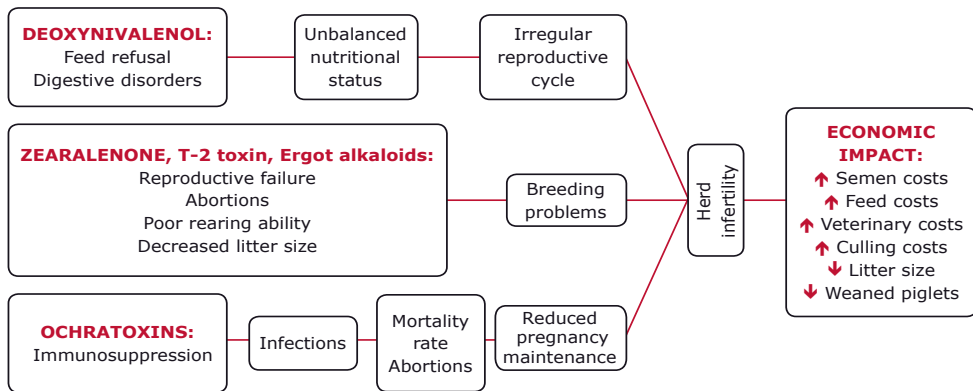 DEOXYNIVALENOL:
Feed refusal
Digestive disorders
Unbalanced
nutritional
status
Irregular
reproductive
cycle
ZEARALENONE, T-2 toxin, Ergot alkaloids:
Reproductive failure
Abortions
Poor rearing ability
Decreased litter size
Breeding
problems
OCHRATOXINS:
Immunosuppression
Infections
Mortality
rate
Abortions
Reduced
pregnancy
maintenance
Herd
infertility
ECONOMIC
IMPACT:
↑ Semen costs
↑ Feed costs
↑ Veterinary costs
↑ Culling costs
↓ Litter size
↓ Weaned piglets